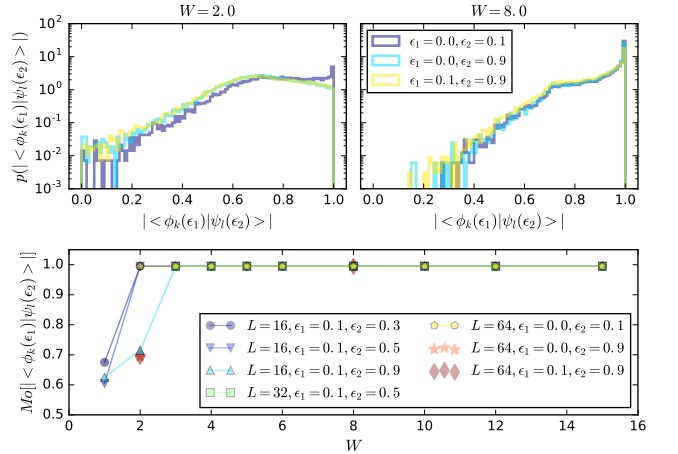 W = 2.0
W = 8.0
p(| < ϕ_k(ϵ_1)|ψ_l(ϵ_2) > |)
10^2
10^1
10^0
10^-1
10^-2
10^-3
0.0 0.2 0.4 0.6 0.8 1.0
0.0 0.2 0.4 0.6 0.8 1.0
ϵ_1 = 0.0, ϵ_2 = 0.1
ϵ_1 = 0.0, ϵ_2 = 0.9
ϵ_1 = 0.1, ϵ_2 = 0.9
| < ϕ_k(ϵ_1)|ψ_l(ϵ_2) > |
| < ϕ_k(ϵ_1)|ψ_l(ϵ_2) > |
Mo[| < ϕ_k(ϵ_1)|ψ_l(ϵ_2) > |]
1.0
0.9
0.8
0.7
0.6
0.5
L = 16, ϵ_1 = 0.1, ϵ_2 = 0.3
L = 16, ϵ_1 = 0.1, ϵ_2 = 0.5
L = 16, ϵ_1 = 0.1, ϵ_2 = 0.9
L = 32, ϵ_1 = 0.1, ϵ_2 = 0.5
L = 64, ϵ_1 = 0.0, ϵ_2 = 0.1
L = 64, ϵ_1 = 0.0, ϵ_2 = 0.9
L = 64, ϵ_1 = 0.1, ϵ_2 = 0.9
0 2 4 6 8 10 12 14 16
W